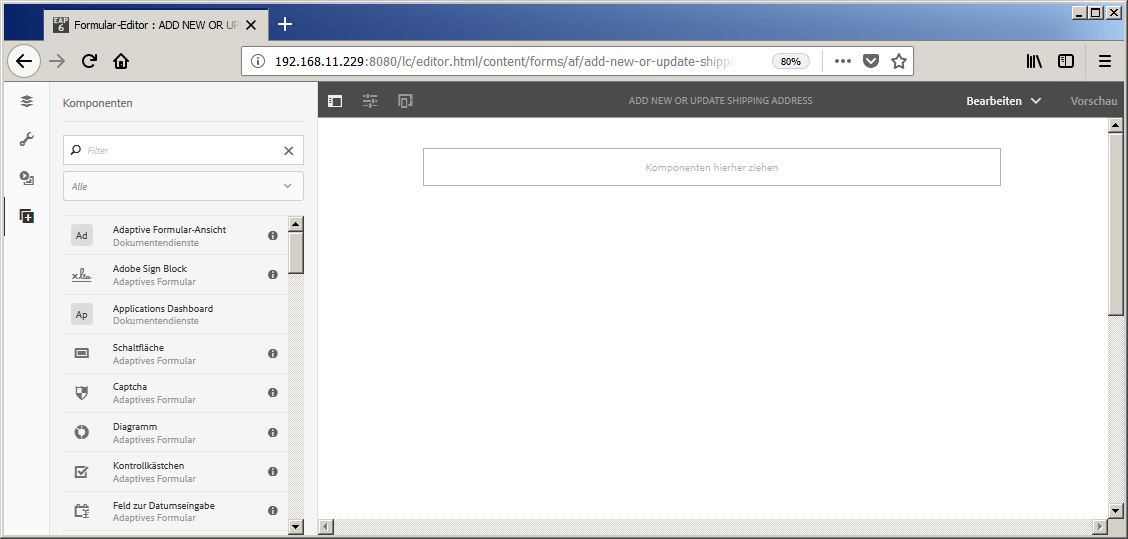 EAP
6
Formular-Editor : ADD NEW OR UP
192.168.11.229:8080/lc/editor.html/content/forms/af/add-new-or-update-shippin
80%
Komponenten
ADD NEW OR UPDATE SHIPPING ADDRESS
Bearbeiten
Vorschau
Filter
Alle
Komponenten hierher ziehen
Ad
Adaptive Formular-Ansicht
Dokumentendienste
Adobe Sign Block
Adaptives Formular
Ap
Applications Dashboard
Dokumentendienste
Schaltfläche
Adaptives Formular
Captcha
Adaptives Formular
Diagramm
Adaptives Formular
Kontrollkästchen
Adaptives Formular
Feld zur Datumseingabe
Adaptives Formular